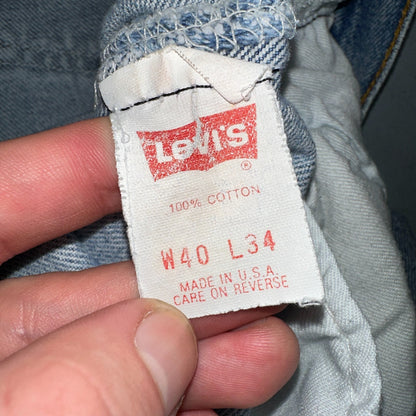 Levi's
®
100% COTTON
W40 L34
MADE IN U.S.A.
CARE ON REVERSE